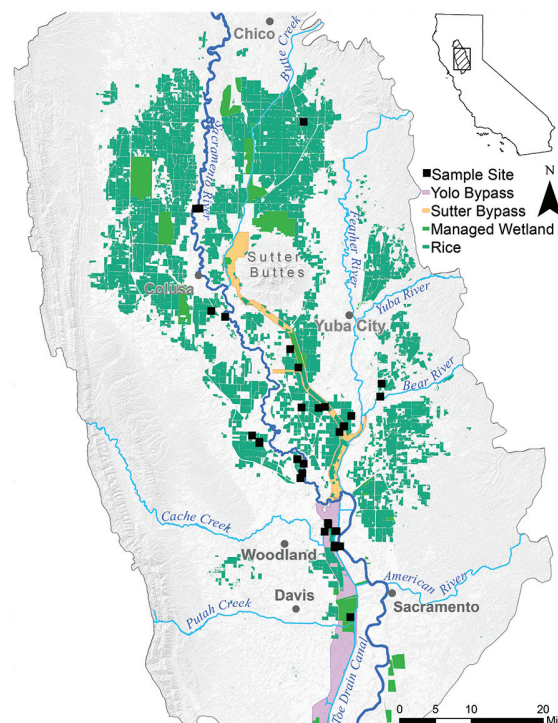 Chico
Butte Creek
Sacramento River
N
Sample Site
Yolo Bypass
Sutter Bypass
Managed Wetland
Rice
Feather River
Sutter
Buttes
Colusa
Yuba River
Yuba City
Bear River
Cache Creek
Woodland
American River
Davis
Sacramento
Putah Creek
Toe Drain Canal
0 5 10 20
Mi